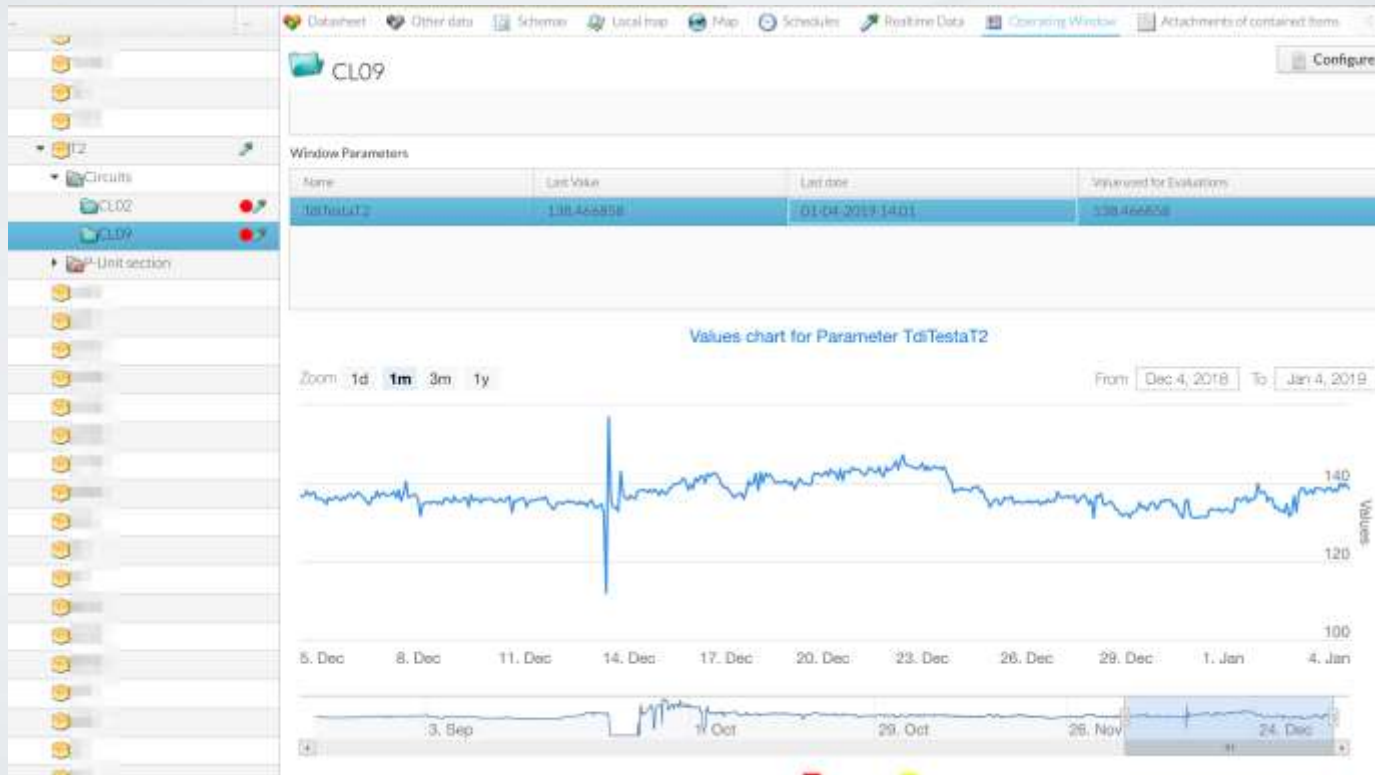 Datasheet Other data Schemas Local map Map Schedules Realtime Data Operating Window Attachments of contained Items
CL09
Configure
T2
Circuits
CL02
CL09
P-Unit section
Window Parameters
Name Last Value Last date Value used for Evaluations
TdiTestaT2 138.466858 01-04-2019 14:01 138.466858
Values chart for Parameter TdiTestaT2
Zoom 1d 1m 3m 1y
From Dec 4, 2018 To Jan 4, 2019
140
120
100
Values
5. Dec 8. Dec 11. Dec 14. Dec 17. Dec 20. Dec 23. Dec 26. Dec 29. Dec 1. Jan 4. Jan
3. Sep Oct 29. Oct 26. Nov 24. Dec